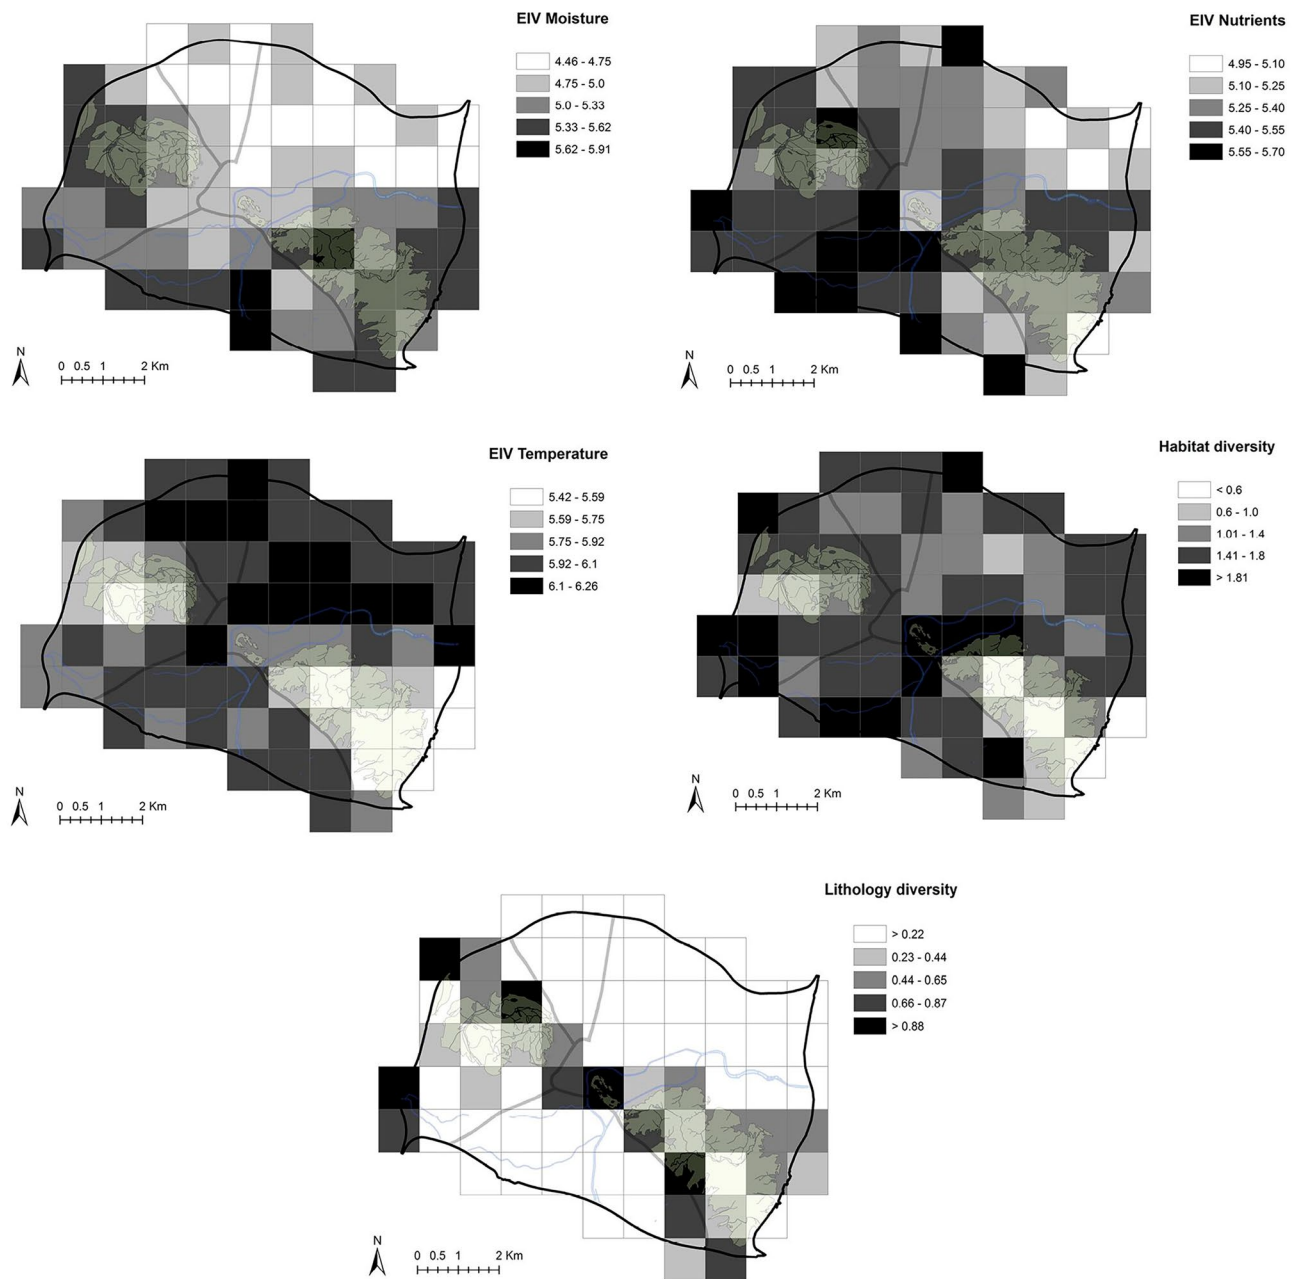 EIV Moisture
4.46 - 4.75
4.75 - 5.0
5.0 - 5.33
5.33 - 5.62
5.62 - 5.91
N
0 0.5 1 2 Km
EIV Nutrients
4.95 - 5.10
5.10 - 5.25
5.25 - 5.40
5.40 - 5.55
5.55 - 5.70
N
0 0.5 1 2 Km
EIV Temperature
5.42 - 5.59
5.59 - 5.75
5.75 - 5.92
5.92 - 6.1
6.1 - 6.26
N
0 0.5 1 2 Km
Habitat diversity
< 0.6
0.6 - 1.0
1.01 - 1.4
1.41 - 1.8
> 1.81
N
0 0.5 1 2 Km
Lithology diversity
> 0.22
0.23 - 0.44
0.44 - 0.65
0.66 - 0.87
> 0.88
N
0 0.5 1 2 Km